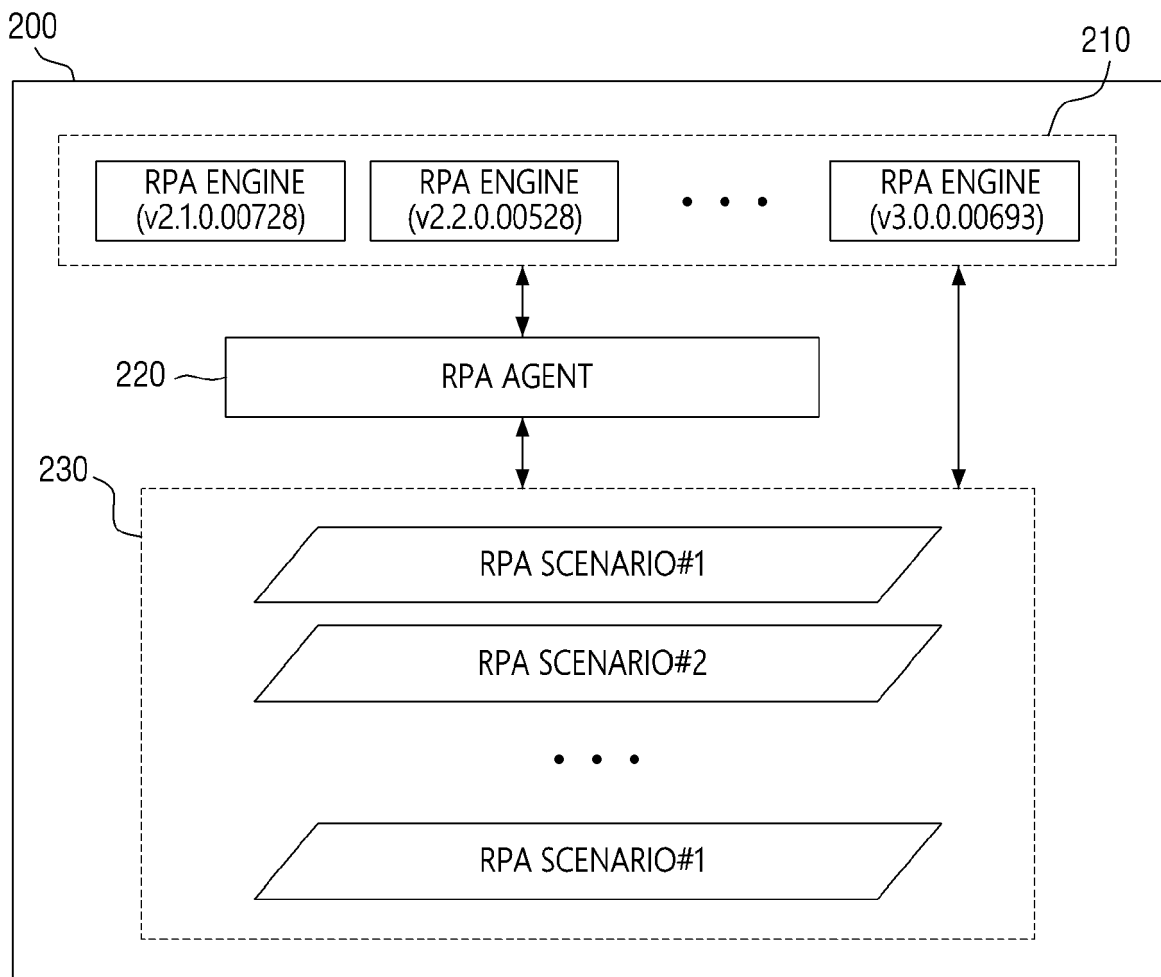 200
210
RPA ENGINE
(v2.1.0.00728)
RPA ENGINE
(v2.2.0.00528)
RPA ENGINE
(v3.0.0.00693)
220
RPA AGENT
230
RPA SCENARIO#1
RPA SCENARIO#2
RPA SCENARIO#1